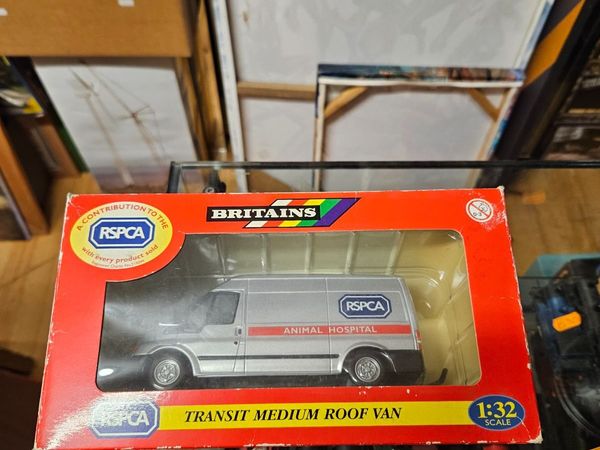 A CONTRIBUTION TO THE
RSPCA
with every product sold
BRITAINS
RSPCA
ANIMAL HOSPITAL
RSPCA
TRANSIT MEDIUM ROOF VAN
1:32
SCALE